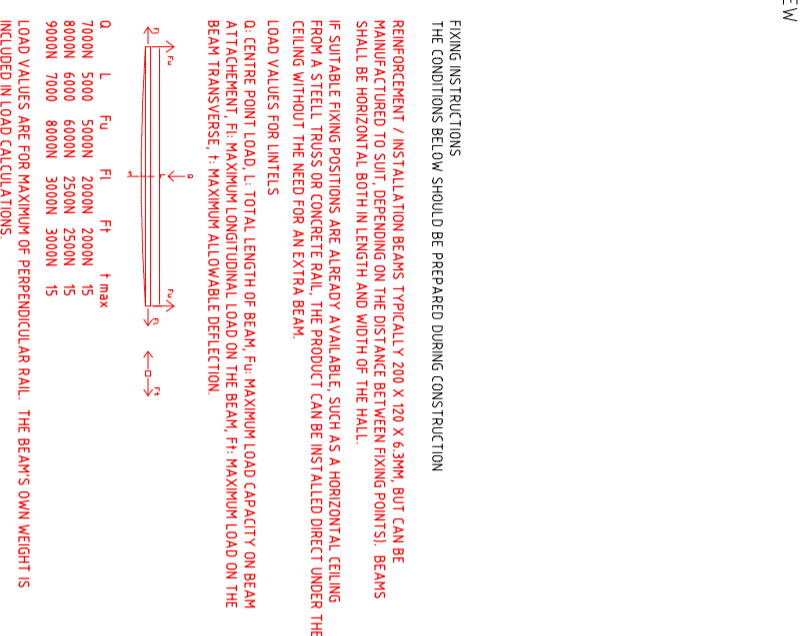 EW
FIXING INSTRUCTIONS
THE CONDITIONS BELOW SHOULD BE PREPARED DURING CONSTRUCTION
REINFORCEMENT / INSTALLATION BEAMS TYPICALLY 200 X 120 X 6.3MM, BUT CAN BE
MAINUFACTURED TO SUIT, DEPENDING ON THE DISTANCE BETWEEN FIXING POINTS). BEAMS
SHALL BE HORIZONTAL BOTH IN LENGTH AND WIDTH OF THE HALL.
IF SUITABLE FIXING POSITIONS ARE ALREADY AVAILABLE, SUCH AS A HORIZONTAL CEILING
FROM A STEELL TRUSS OR CONCRETE RAIL, THE PRODUCT CAN BE INSTALLED DIRECT UNDER THE
CEILING WITHOUT THE NEED FOR AN EXTRA BEAM.
LOAD VALUES FOR LINTELS
Q: CENTRE POINT LOAD, L: TOTAL LENGTH OF BEAM, Fu: MAXIMUM LOAD CAPACITY ON BEAM
ATTACHEMENT, Fl: MAXIMUM LONGITUDINAL LOAD ON THE BEAM, Ft: MAXIMUM LOAD ON THE
BEAM TRANSVERSE, t: MAXIMUM ALLOWABLE DEFLECTION.
Fu Q Fu
Fl Fl Ft
Q L Fu Fl Ft t max
7000N 5000 5000N 2000N 2000N 15
8000N 6000 6000N 2500N 2500N 15
9000N 7000 8000N 3000N 3000N 15
LOAD VALUES ARE FOR MAXIMUM OF PERPENDICULAR RAIL. THE BEAM'S OWN WEIGHT IS
INCLUDED IN LOAD CALCULATIONS.